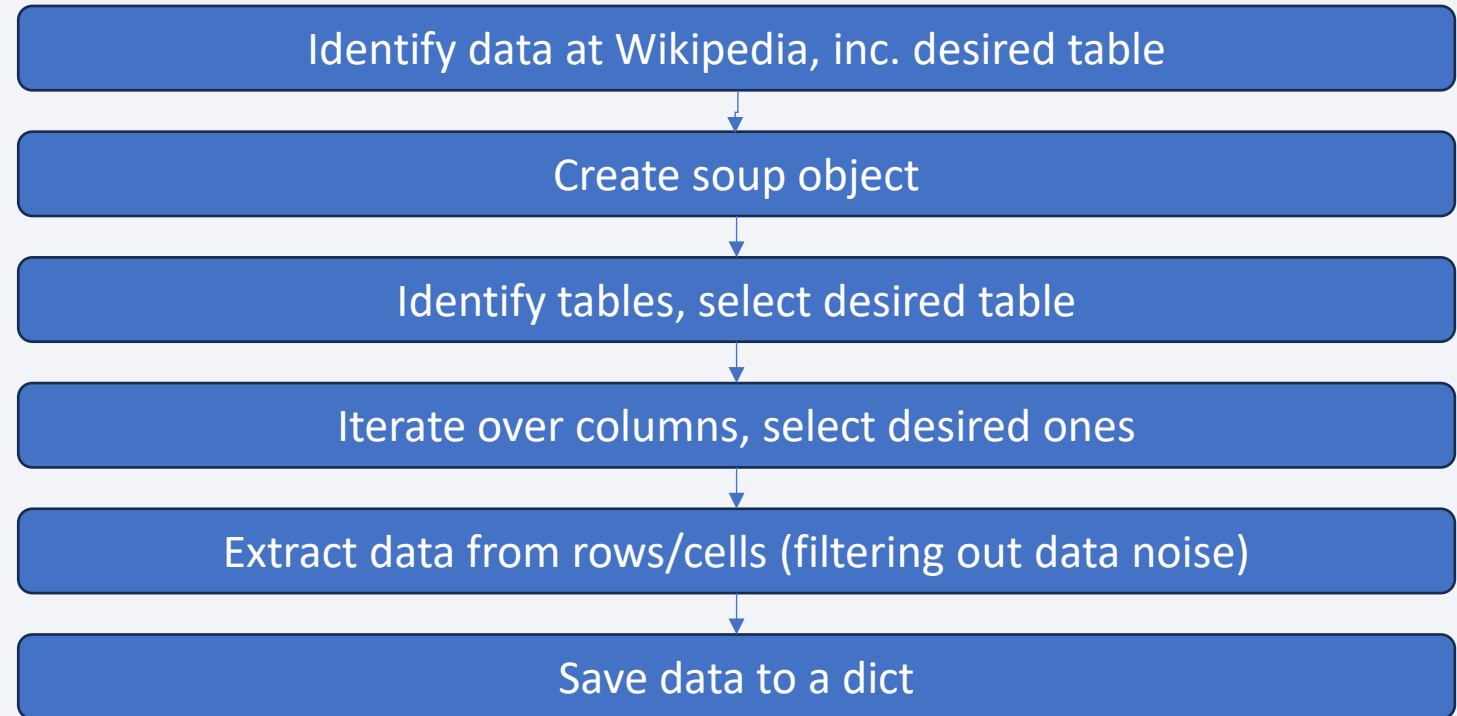 Identify data at Wikipedia, inc. desired table
Create soup object
Identify tables, select desired table
Iterate over columns, select desired ones
Extract data from rows/cells (filtering out data noise)
Save data to a dict